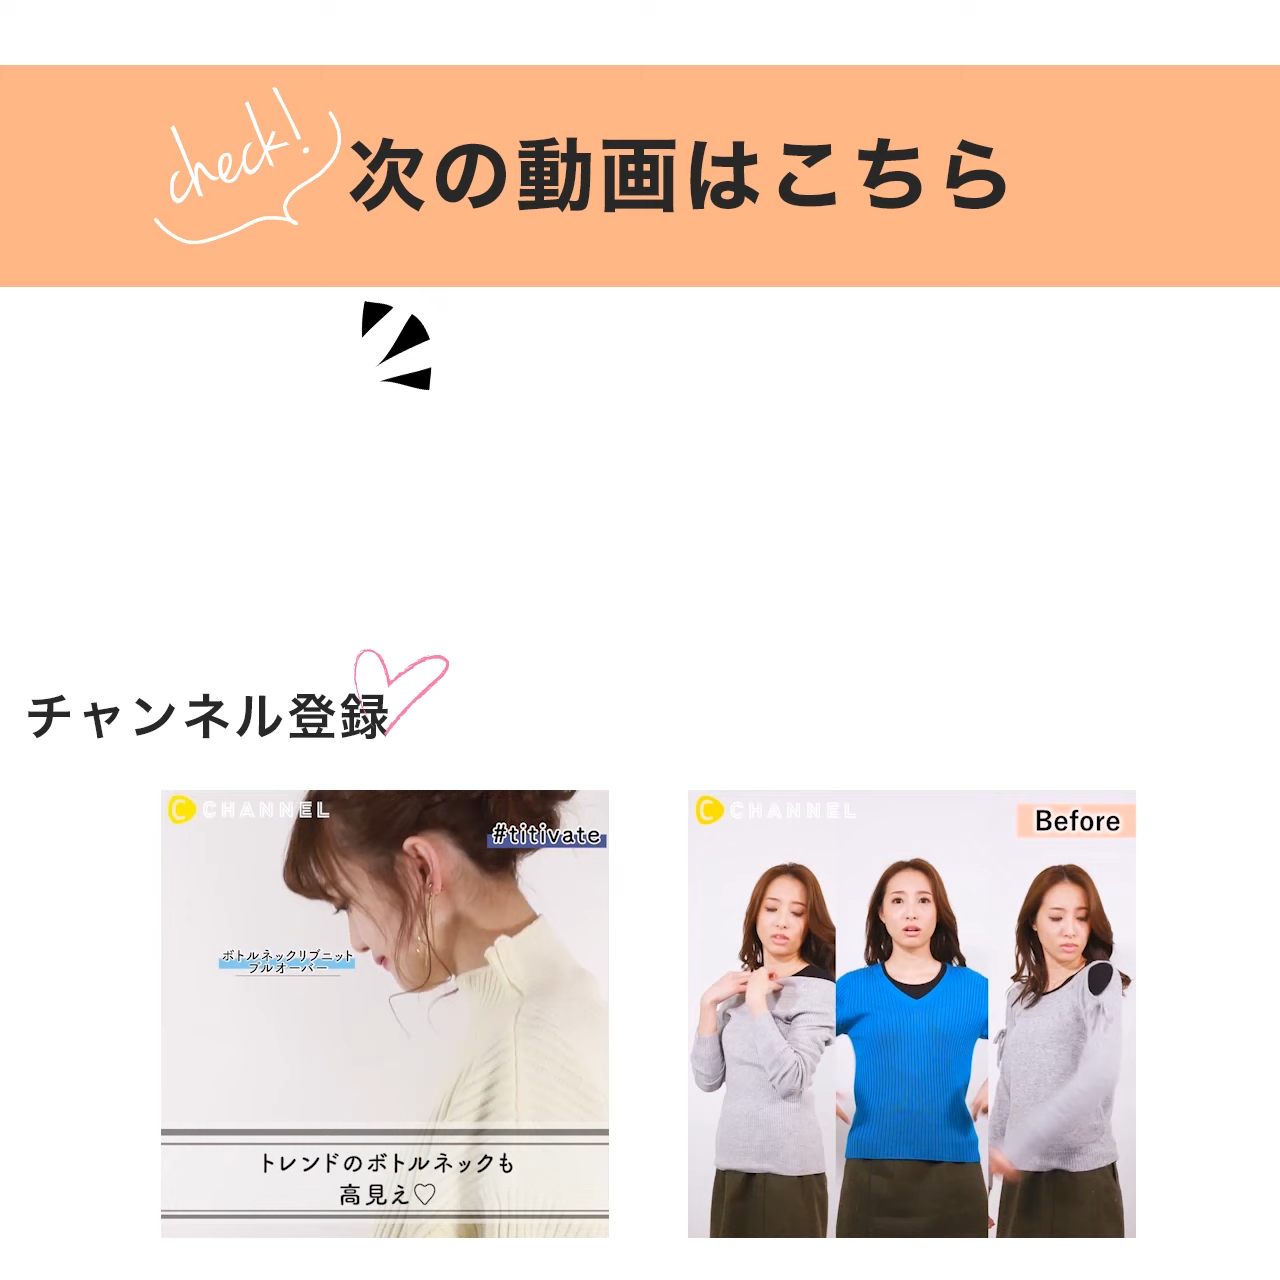 check!
次の動画はこちら
チャンネル登録
C CHANNEL
#titivate
ボトルネックリブニット
プルオーバー
トレンドのボトルネックも
高見え♡
C CHANNEL
Before